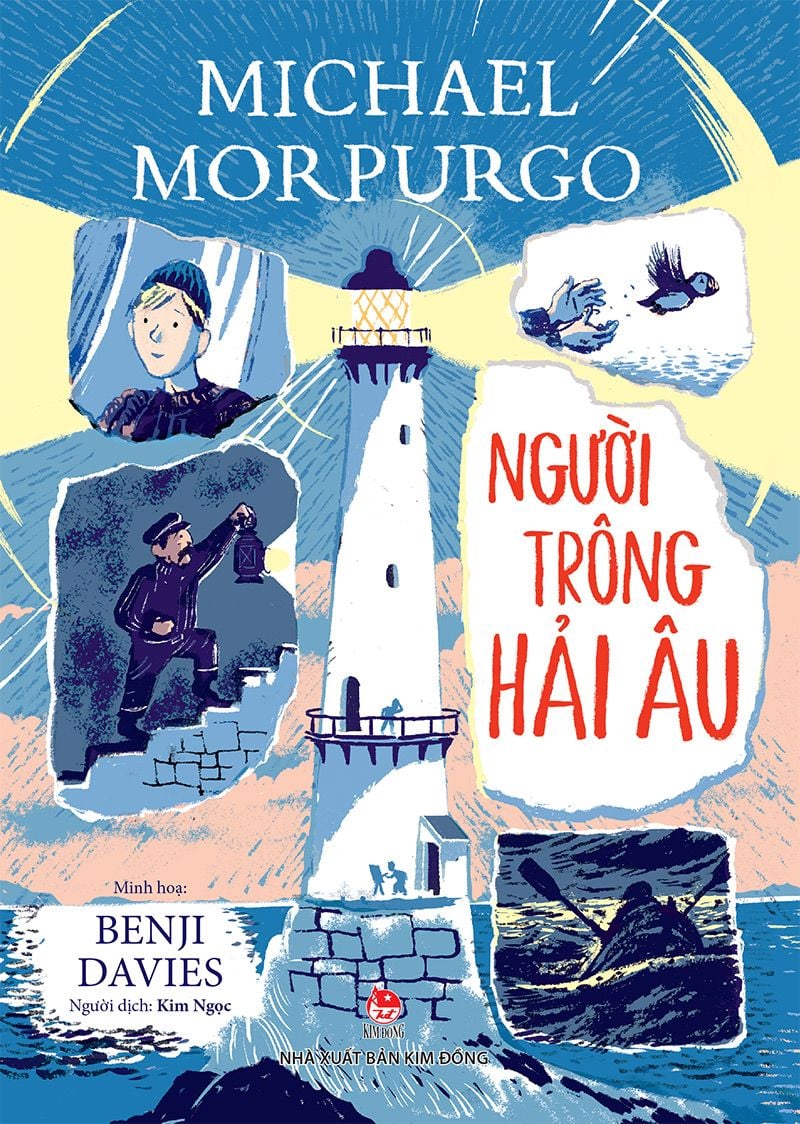 MICHAEL
MORPURGO
NGƯỜI
TRÔNG
HẢI ÂU
Minh hoạ:
BENJI
DAVIES
Người dịch: Kim Ngọc
KIM ĐỒNG
NHÀ XUẤT BẢN KIM ĐỒNG